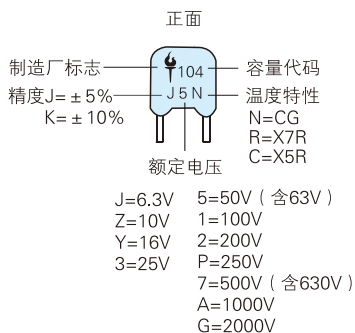 正面
制造厂标志
104
容量代码
精度J=±5%
K=±10%
J 5 N
温度特性
N=CG
R=X7R
C=X5R
额定电压
J=6.3V
Z=10V
Y=16V
3=25V
5=50V（含63V）
1=100V
2=200V
P=250V
7=500V（含630V）
A=1000V
G=2000V